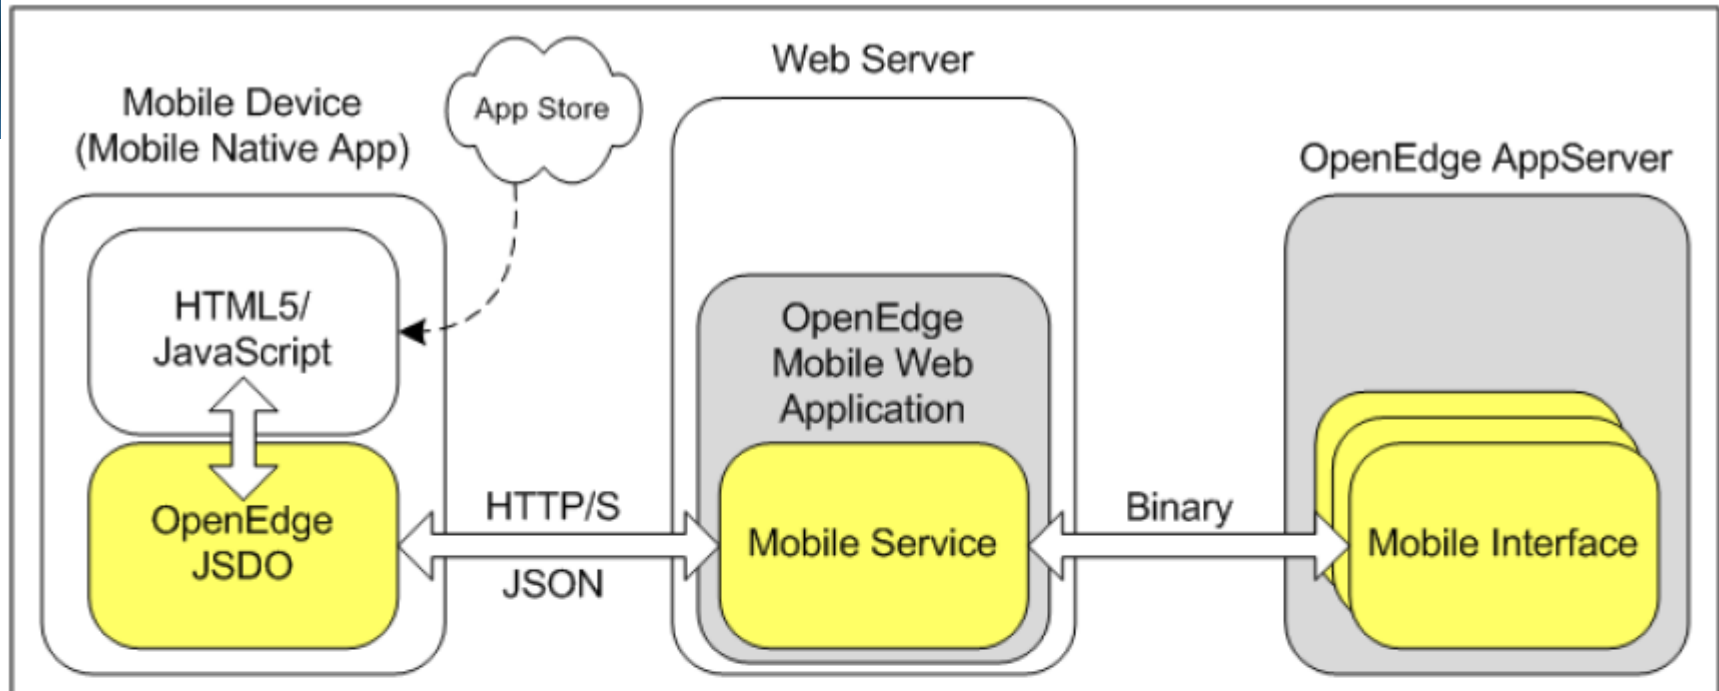 Mobile Device
(Mobile Native App)
App Store
Web Server
OpenEdge AppServer
HTML5/
JavaScript
OpenEdge
JSDO
HTTP/S
JSON
OpenEdge
Mobile Web
Application
Mobile Service
Binary
Mobile Interface